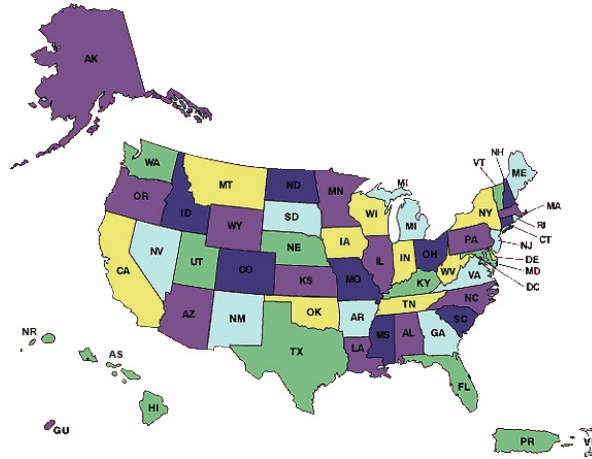 AK
WA
MT
ND
MN
MI
VT
NH
ME
OR
ID
SD
WI
MI
NY
MA
RI
CT
WY
IA
PA
NJ
NE
IL
IN
OH
DE
MD
DC
NV
UT
CO
KS
MO
KY
WV
VA
CA
NC
TN
AZ
NM
OK
AR
SC
MS
AL
GA
TX
LA
FL
NR
AS
HI
GU
PR